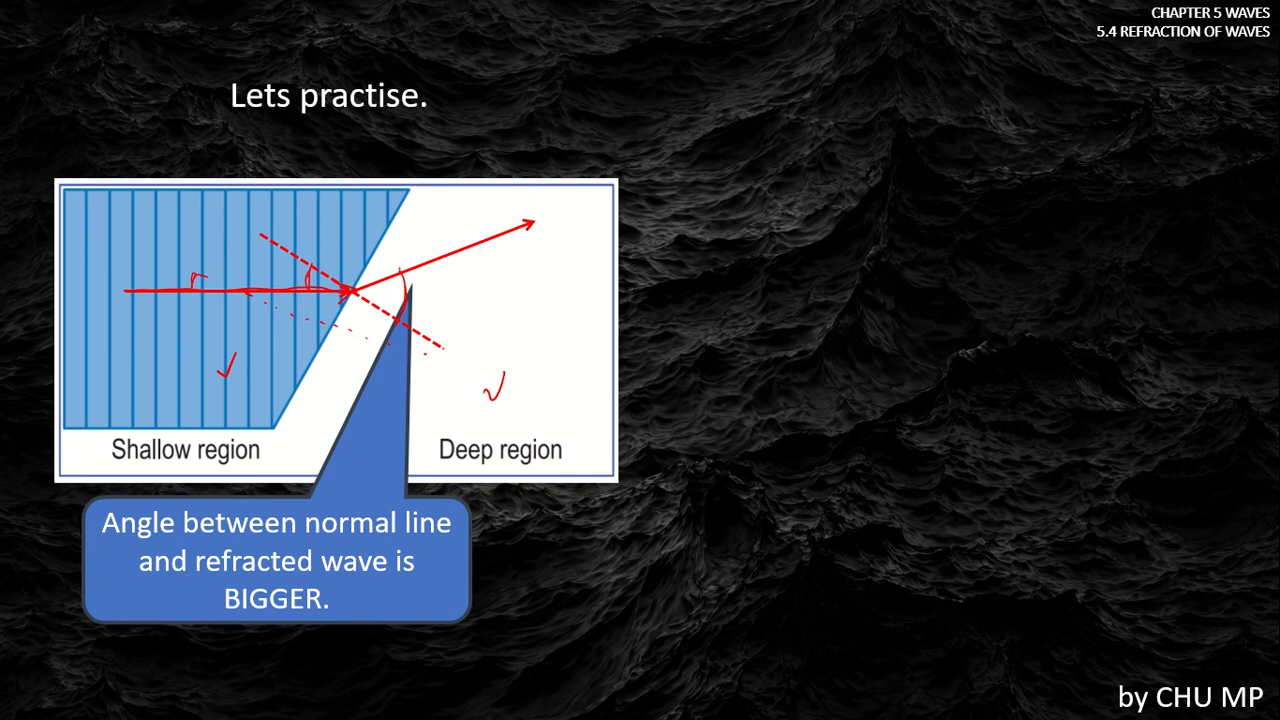 CHAPTER 5 WAVES
5.4 REFRACTION OF WAVES
Lets practise.
Shallow region
Deep region
Angle between normal line
and refracted wave is
BIGGER.
by CHU MP